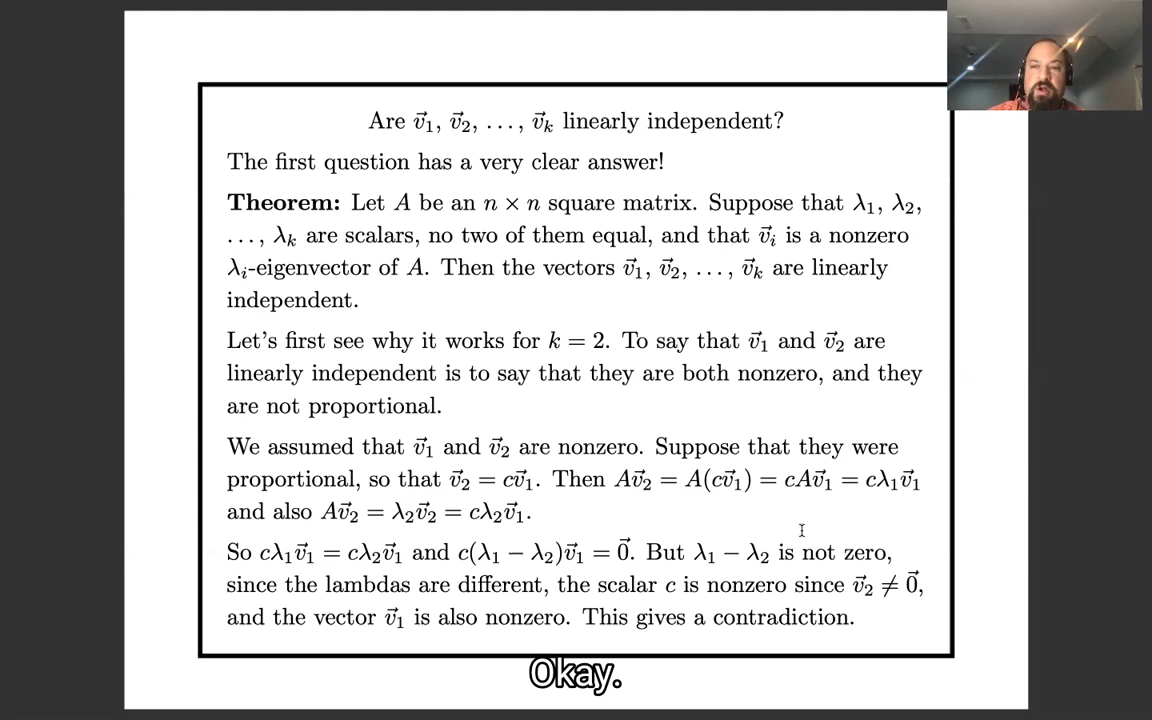 Are v⃗₁, v⃗₂, …, v⃗ₖ linearly independent?
The first question has a very clear answer!
Theorem: Let A be an n × n square matrix. Suppose that λ₁, λ₂,
…, λₖ are scalars, no two of them equal, and that v⃗ᵢ is a nonzero
λᵢ-eigenvector of A. Then the vectors v⃗₁, v⃗₂, …, v⃗ₖ are linearly
independent.
Let's first see why it works for k = 2. To say that v⃗₁ and v⃗₂ are
linearly independent is to say that they are both nonzero, and they
are not proportional.
We assumed that v⃗₁ and v⃗₂ are nonzero. Suppose that they were
proportional, so that v⃗₂ = cv⃗₁. Then Av⃗₂ = A(cv⃗₁) = cAv⃗₁ = cλ₁v⃗₁
and also Av⃗₂ = λ₂v⃗₂ = cλ₂v⃗₁.
So cλ₁v⃗₁ = cλ₂v⃗₁ and c(λ₁ − λ₂)v⃗₁ = 0⃗. But λ₁ − λ₂ is not zero,
since the lambdas are different, the scalar c is nonzero since v⃗₂ ≠ 0⃗,
and the vector v⃗₁ is also nonzero. This gives a contradiction.
Okay.